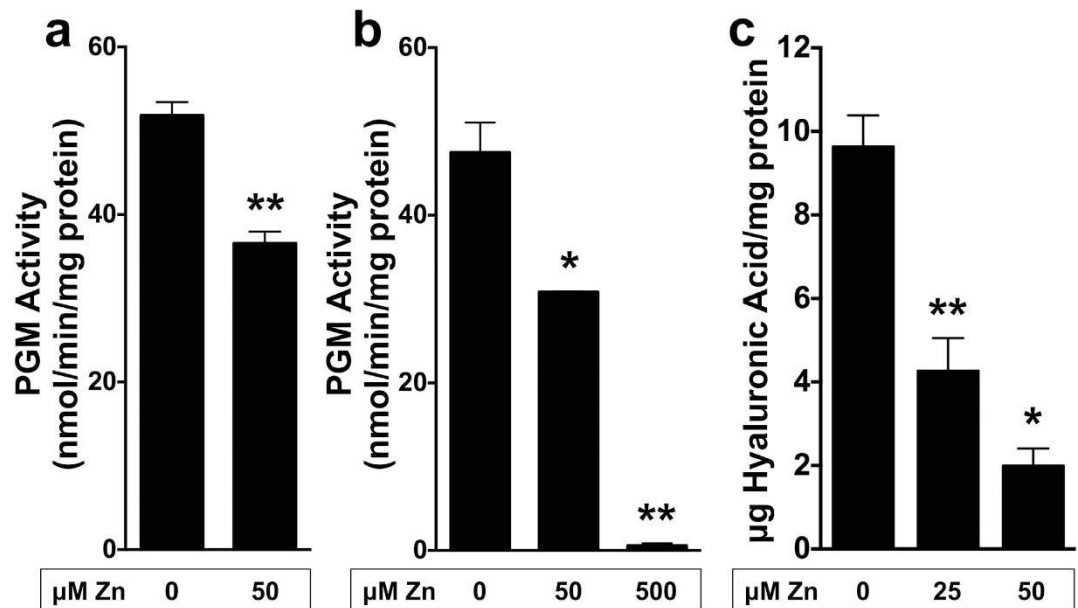 a
PGM Activity
(nmol/min/mg protein)
60
40
20
0
**
µM Zn 0 50
b
PGM Activity
(nmol/min/mg protein)
60
40
20
0
*
**
µM Zn 0 50 500
c
µg Hyaluronic Acid/mg protein
12
10
8
6
4
2
0
**
*
µM Zn 0 25 50